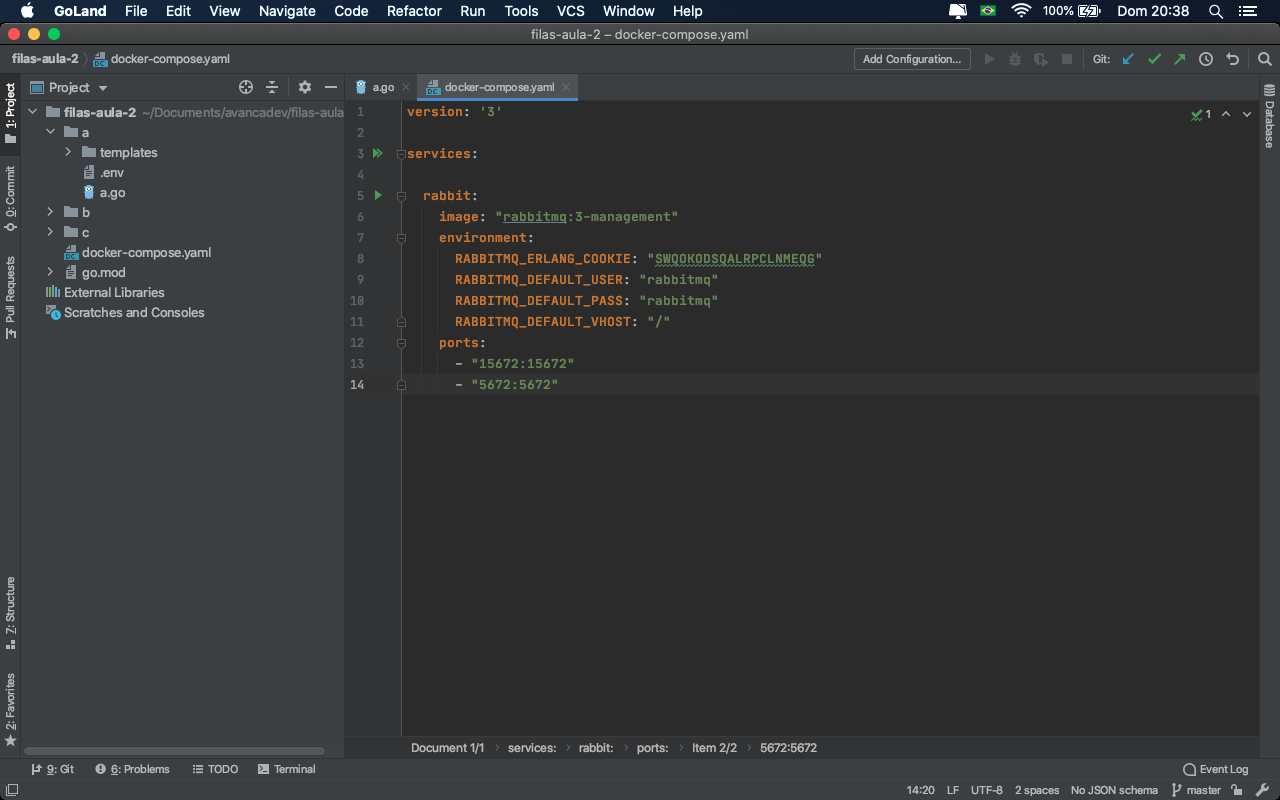 GoLand File Edit View Navigate Code Refactor Run Tools VCS Window Help 100% Dom 20:38
filas-aula-2 – docker-compose.yaml
filas-aula-2 docker-compose.yaml Add Configuration... Git:
Project
a.go
docker-compose.yaml
1: Project
0: Commit
Pull Requests
7: Structure
2: Favorites
filas-aula-2 ~/Documents/avancadev/filas-aula
a
templates
.env
a.go
b
c
docker-compose.yaml
go.mod
External Libraries
Scratches and Consoles
1 version: '3'
2
3 services:
4
5 rabbit:
6 image: "rabbitmq:3-management"
7 environment:
8 RABBITMQ_ERLANG_COOKIE: "SWQOKODSQALRPCLNMEQG"
9 RABBITMQ_DEFAULT_USER: "rabbitmq"
10 RABBITMQ_DEFAULT_PASS: "rabbitmq"
11 RABBITMQ_DEFAULT_VHOST: "/"
12 ports:
13 - "15672:15672"
14 - "5672:5672"
1
Database
Document 1/1 services: rabbit: ports: Item 2/2 5672:5672
9: Git 6: Problems TODO Terminal Event Log
14:20 LF UTF-8 2 spaces No JSON schema master